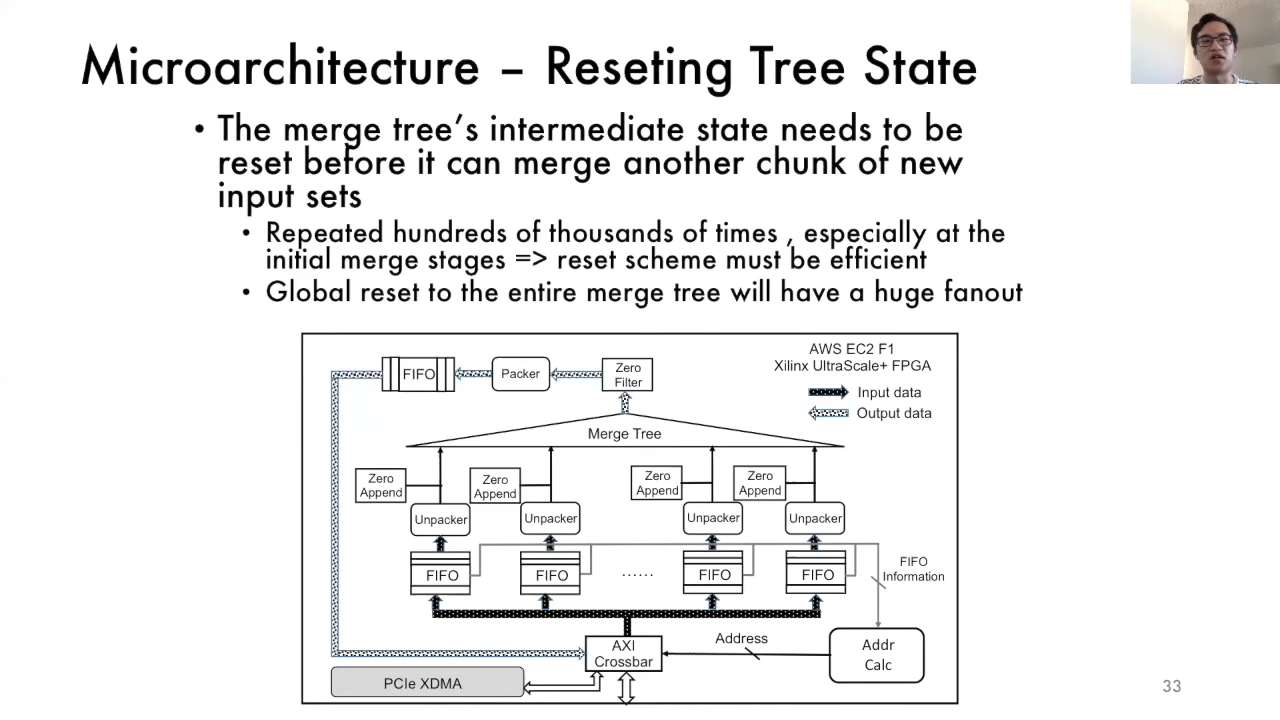 Microarchitecture – Reseting Tree State
• The merge tree's intermediate state needs to be
reset before it can merge another chunk of new
input sets
• Repeated hundreds of thousands of times , especially at the
initial merge stages => reset scheme must be efficient
• Global reset to the entire merge tree will have a huge fanout
AWS EC2 F1
Xilinx UltraScale+ FPGA
Input data
Output data
FIFO
Packer
Zero
Filter
Merge Tree
Zero
Append
Zero
Append
Zero
Append
Zero
Append
Unpacker
Unpacker
Unpacker
Unpacker
FIFO
FIFO
......
FIFO
FIFO
FIFO
Information
AXI
Crossbar
Address
Addr
Calc
PCIe XDMA
33